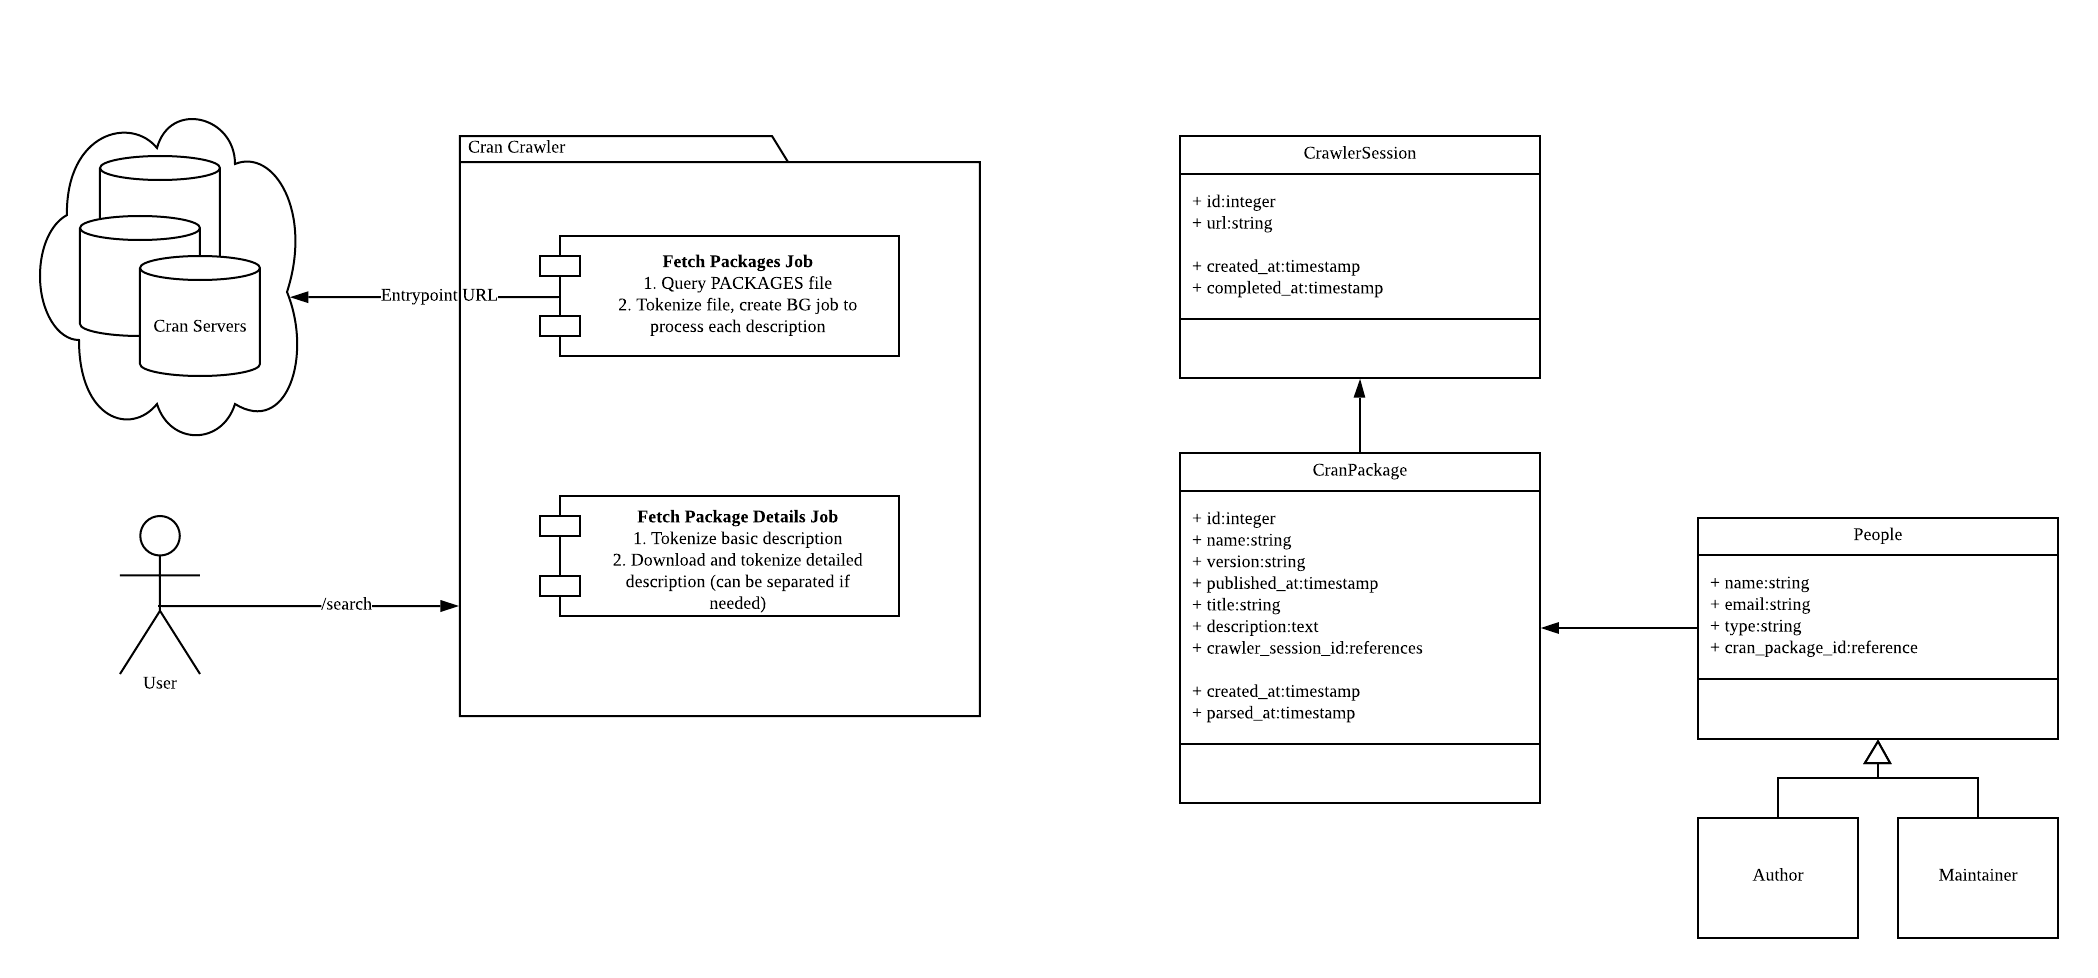 Cran Crawler
Fetch Packages Job
1. Query PACKAGES file
2. Tokenize file, create BG job to
process each description
Entrypoint URL
Cran Servers
Fetch Package Details Job
1. Tokenize basic description
2. Download and tokenize detailed
description (can be separated if
needed)
/search
User
CrawlerSession
+ id:integer
+ url:string
+ created_at:timestamp
+ completed_at:timestamp
CranPackage
+ id:integer
+ name:string
+ version:string
+ published_at:timestamp
+ title:string
+ description:text
+ crawler_session_id:references
+ created_at:timestamp
+ parsed_at:timestamp
People
+ name:string
+ email:string
+ type:string
+ cran_package_id:reference
Author
Maintainer